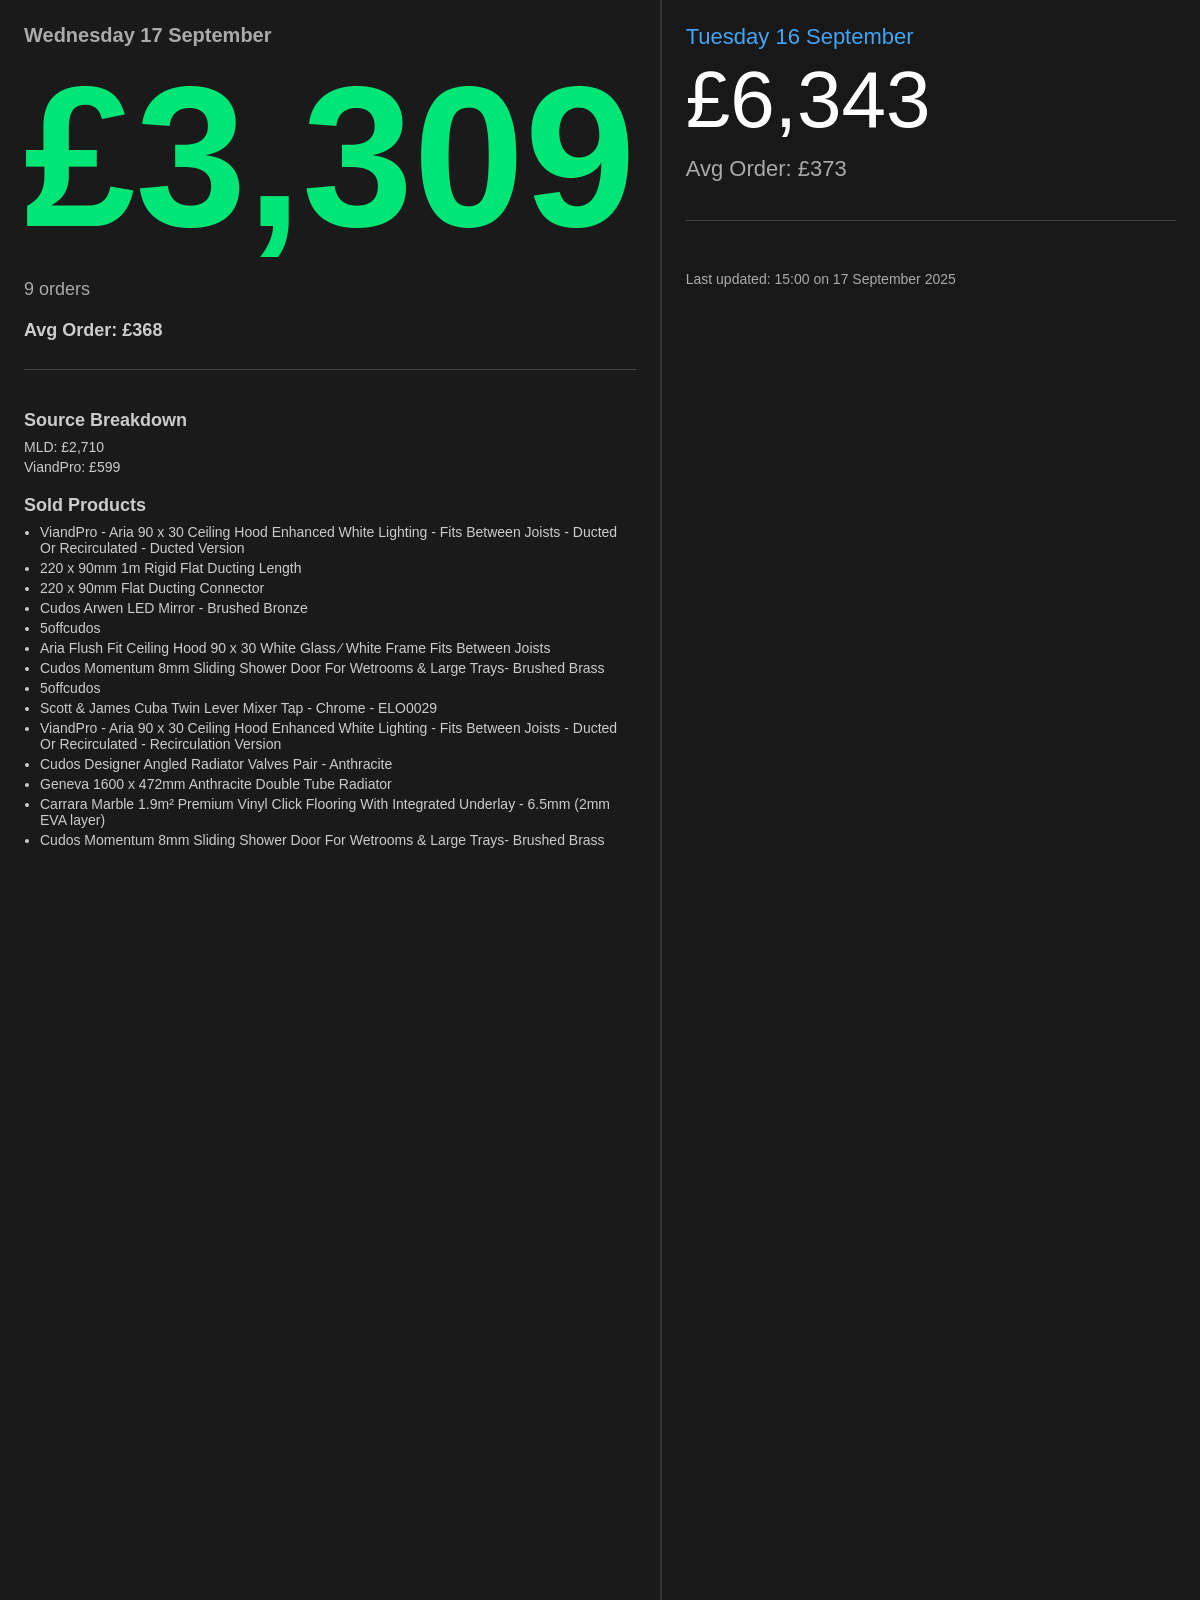 Wednesday 17 September
£3,309
9 orders
Avg Order: £368
Source Breakdown
MLD: £2,710
ViandPro: £599
Sold Products
• ViandPro - Aria 90 x 30 Ceiling Hood Enhanced White Lighting - Fits Between Joists - Ducted
Or Recirculated - Ducted Version
• 220 x 90mm 1m Rigid Flat Ducting Length
• 220 x 90mm Flat Ducting Connector
• Cudos Arwen LED Mirror - Brushed Bronze
• 5offcudos
• Aria Flush Fit Ceiling Hood 90 x 30 White Glass ⁄ White Frame Fits Between Joists
• Cudos Momentum 8mm Sliding Shower Door For Wetrooms & Large Trays- Brushed Brass
• 5offcudos
• Scott & James Cuba Twin Lever Mixer Tap - Chrome - ELO0029
• ViandPro - Aria 90 x 30 Ceiling Hood Enhanced White Lighting - Fits Between Joists - Ducted
Or Recirculated - Recirculation Version
• Cudos Designer Angled Radiator Valves Pair - Anthracite
• Geneva 1600 x 472mm Anthracite Double Tube Radiator
• Carrara Marble 1.9m² Premium Vinyl Click Flooring With Integrated Underlay - 6.5mm (2mm
EVA layer)
• Cudos Momentum 8mm Sliding Shower Door For Wetrooms & Large Trays- Brushed Brass
Tuesday 16 September
£6,343
Avg Order: £373
Last updated: 15:00 on 17 September 2025